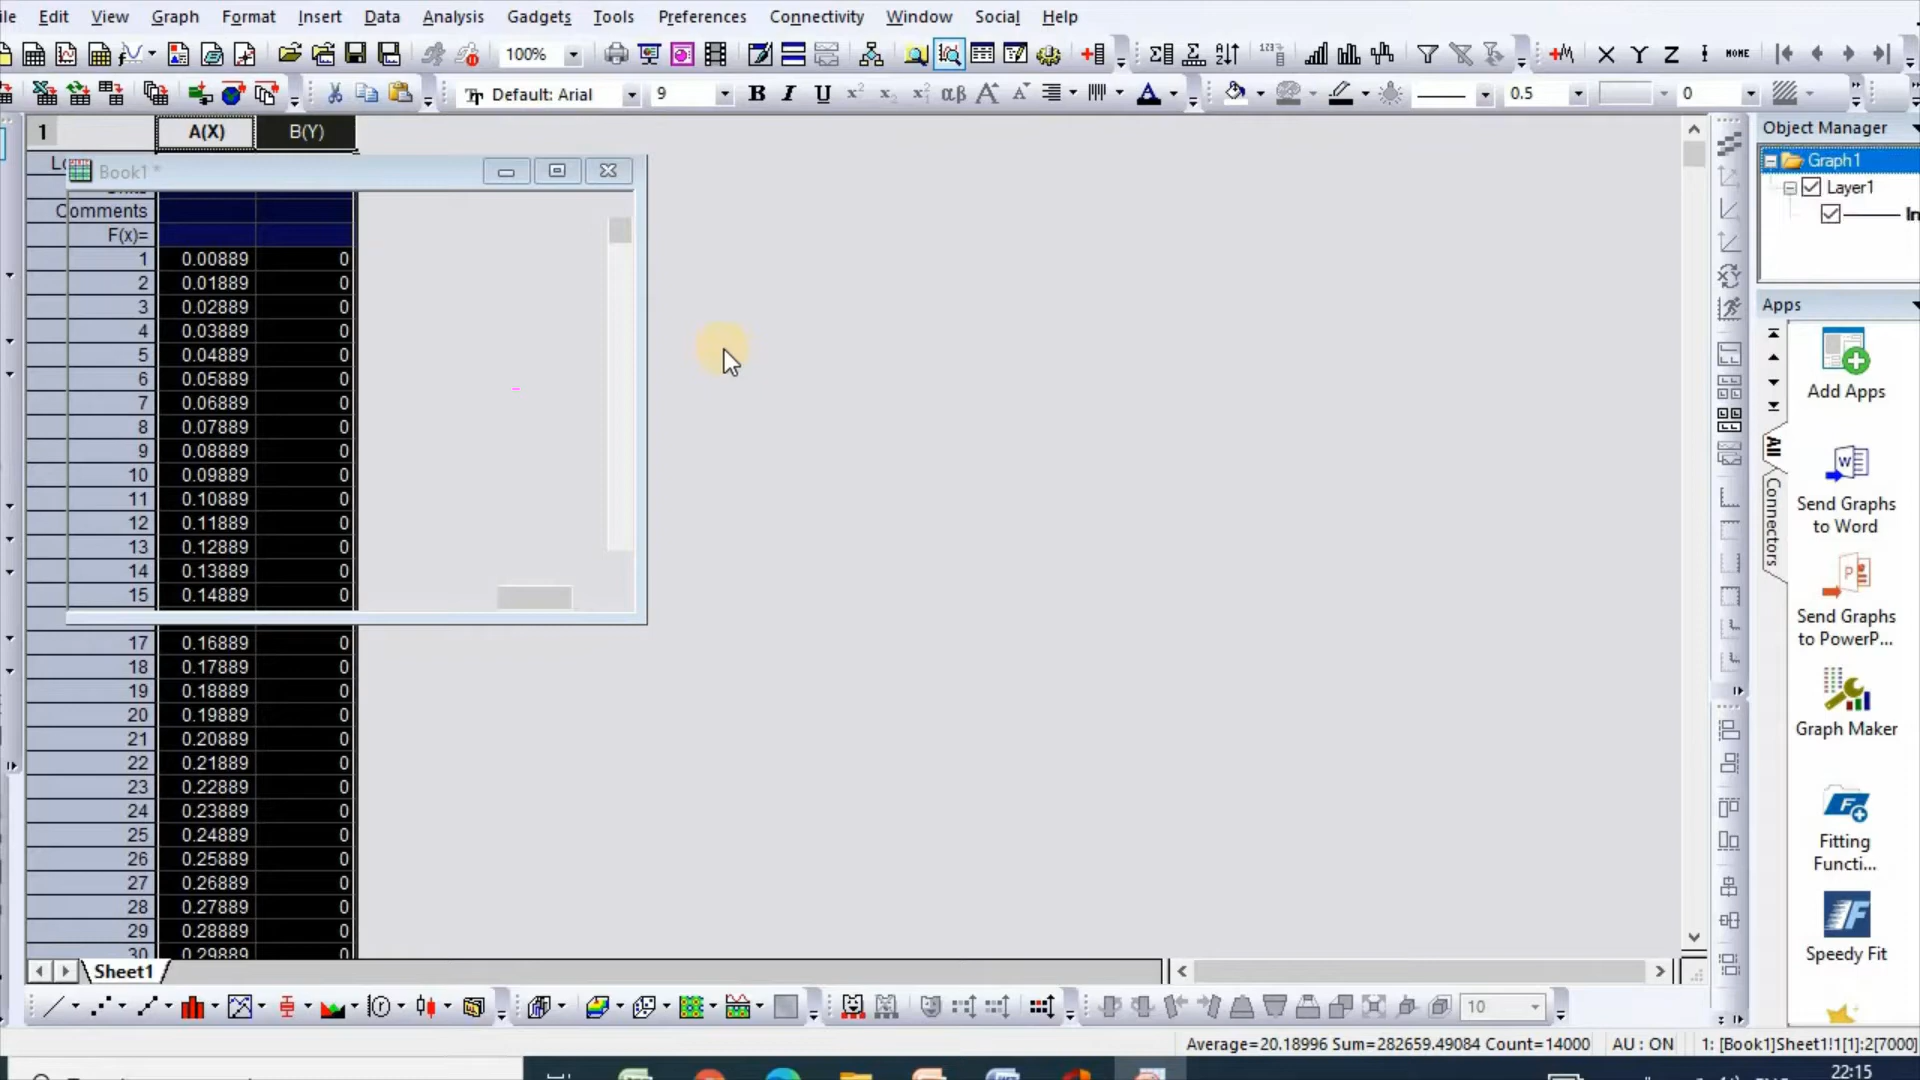 ile Edit View Graph Format Insert Data Analysis Gadgets Tools Preferences Connectivity Window Social Help
100% X Y Z HOME
Default: Arial 9 B I U αβ A A 0.5 0
1 A(X) B(Y)
Book1 *
Comments
F(x)=
1 0.00889 0
2 0.01889 0
3 0.02889 0
4 0.03889 0
5 0.04889 0
6 0.05889 0
7 0.06889 0
8 0.07889 0
9 0.08889 0
10 0.09889 0
11 0.10889 0
12 0.11889 0
13 0.12889 0
14 0.13889 0
15 0.14889 0
17 0.16889 0
18 0.17889 0
19 0.18889 0
20 0.19889 0
21 0.20889 0
22 0.21889 0
23 0.22889 0
24 0.23889 0
25 0.24889 0
26 0.25889 0
27 0.26889 0
28 0.27889 0
29 0.28889 0
30 0.29889 0
Sheet1
Object Manager
Graph1
Layer1
In
Apps
All
Connectors
Add Apps
Send Graphs
to Word
Send Graphs
to PowerP...
Graph Maker
Fitting
Functi...
Speedy Fit
10
Average=20.18996 Sum=282659.49084 Count=14000 AU : ON 1: [Book1]Sheet1!1[1]:2[7000]
22:15